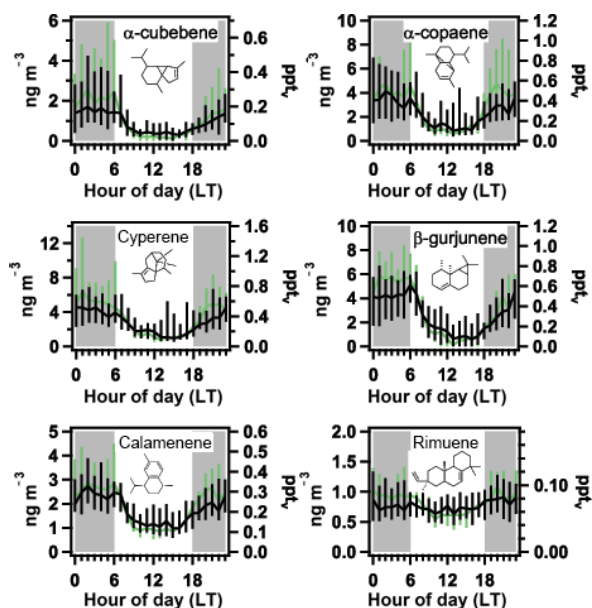 α-cubebene
ng m⁻³
6
4
2
0
0.6
0.4
0.2
0.0
pptᵥ
0 6 12 18
Hour of day (LT)
α-copaene
ng m⁻³
10
8
6
4
2
0
1.2
1.0
0.8
0.6
0.4
0.2
0.0
pptᵥ
0 6 12 18
Hour of day (LT)
Cyperene
ng m⁻³
12
8
4
0
1.6
1.2
0.8
0.4
0.0
pptᵥ
0 6 12 18
Hour of day (LT)
β-gurjunene
ng m⁻³
10
8
6
4
2
0
1.2
1.0
0.8
0.6
0.4
0.2
0.0
pptᵥ
0 6 12 18
Hour of day (LT)
Calamenene
ng m⁻³
5
4
3
2
1
0
0.6
0.5
0.4
0.3
0.2
0.1
0.0
pptᵥ
0 6 12 18
Hour of day (LT)
Rimuene
ng m⁻³
2.0
1.5
1.0
0.5
0.0
0.10
0.00
pptᵥ
0 6 12 18
Hour of day (LT)